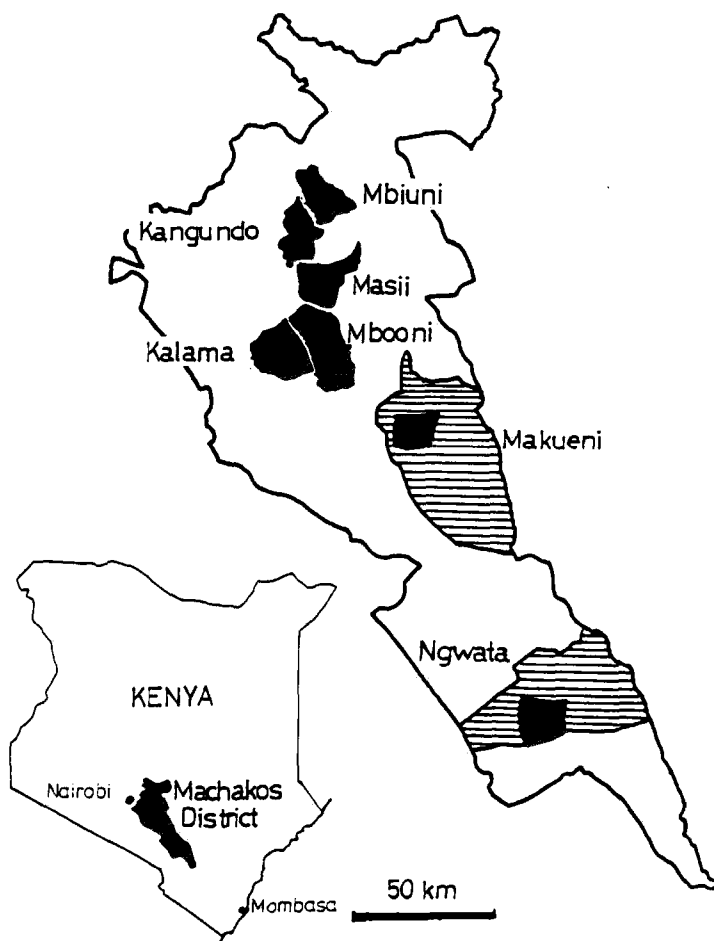 Mbiuni
Kangundo
Masii
Mbooni
Kalama
Makueni
Ngwata
KENYA
Nairobi
Machakos
District
50 km
Mombasa